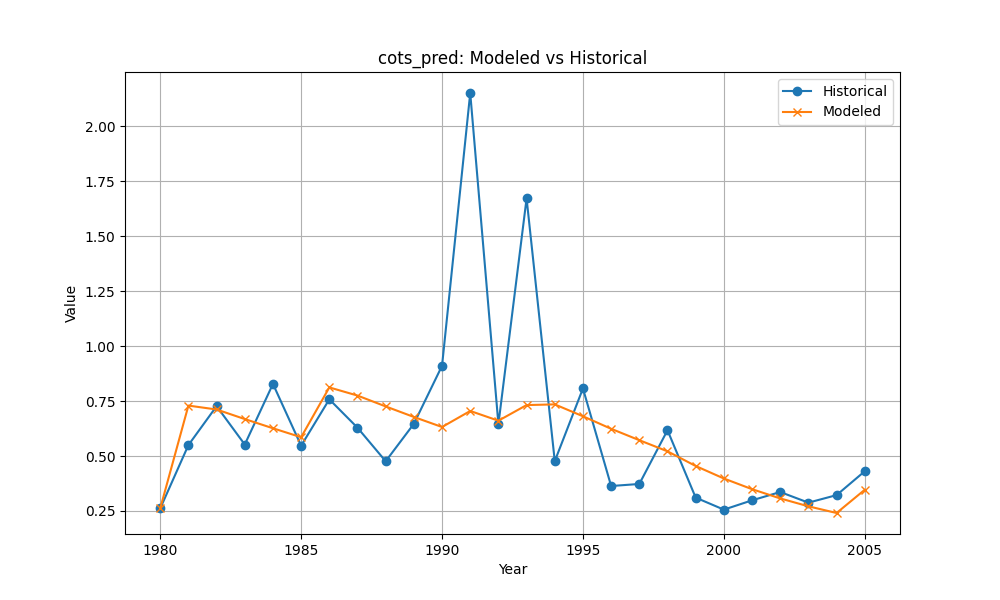 cots_pred: Modeled vs Historical
Historical
Modeled
Value
2.00
1.75
1.50
1.25
1.00
0.75
0.50
0.25
1980 1985 1990 1995 2000 2005
Year